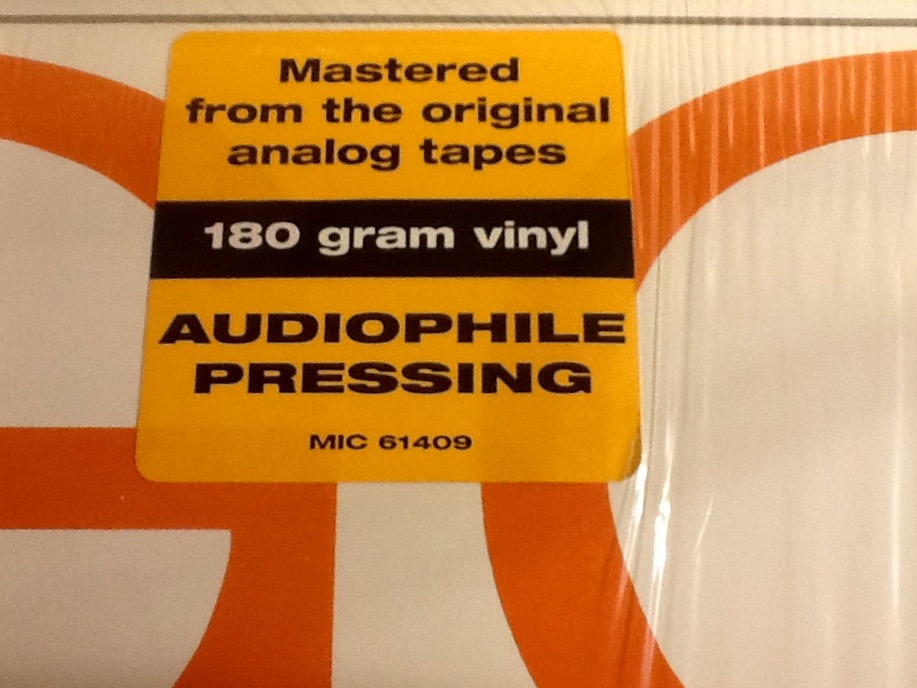 Mastered
from the original
analog tapes
180 gram vinyl
AUDIOPHILE
PRESSING
MIC 61409